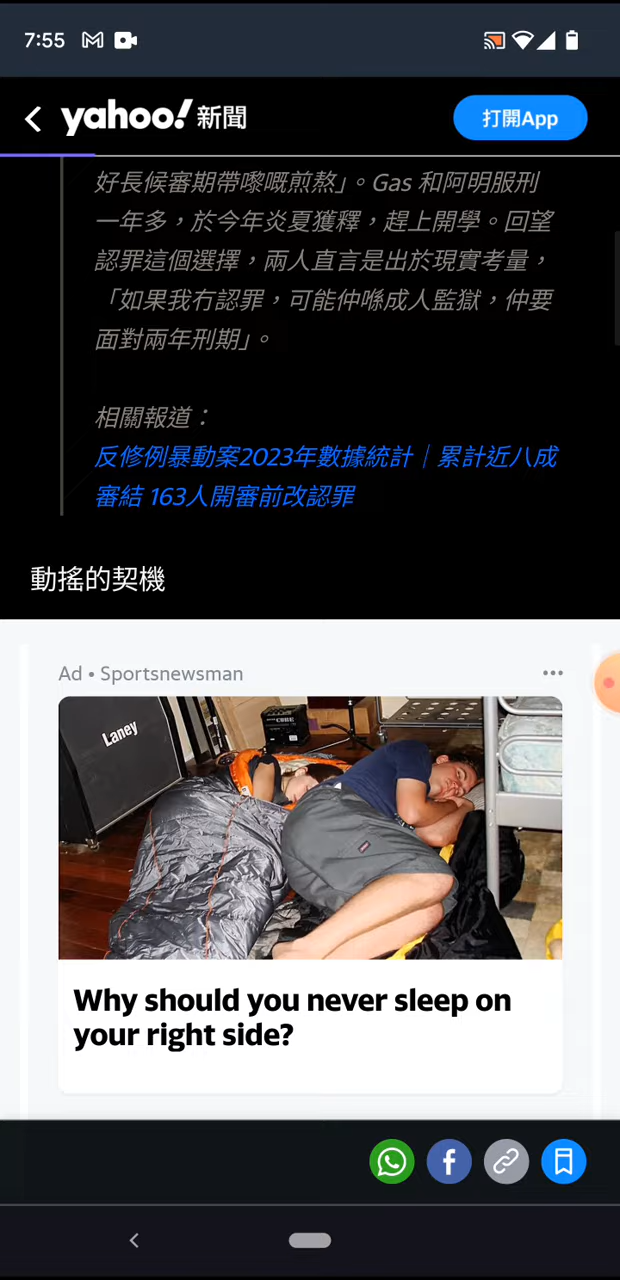 7:55
yahoo!新聞
打開App
好長候審期帶嚟嘅煎熬」。Gas 和阿明服刑
一年多，於今年炎夏獲釋，趕上開學。回望
認罪這個選擇，兩人直言是出於現實考量，
「如果我冇認罪，可能仲喺成人監獄，仲要
面對兩年刑期」。
相關報道：
反修例暴動案2023年數據統計｜累計近八成
審結 163人開審前改認罪
動搖的契機
Ad • Sportsnewsman
Laney
CUBE
Why should you never sleep on
your right side?